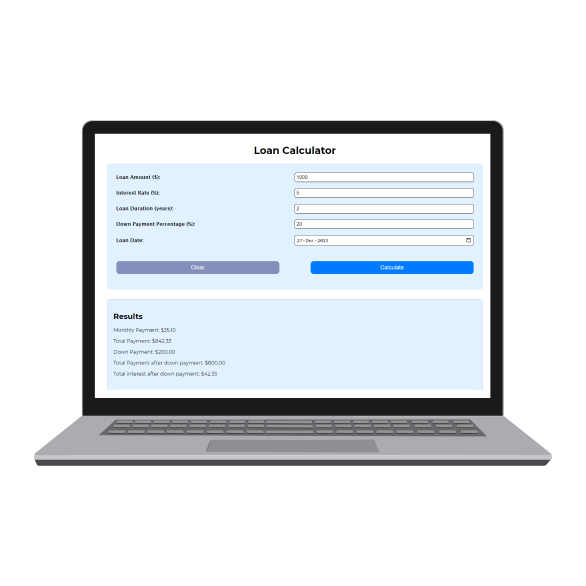 Loan Calculator
Loan Amount ($): 1000
Interest Rate (%): 5
Loan Duration (years): 2
Down Payment Percentage (%): 20
Loan Date: 27-Dec-2023
Clear Calculate
Results
Monthly Payment: $35.10
Total Payment: $842.33
Down Payment: $200.00
Total Payment after down payment: $800.00
Total interest after down payment: $42.33